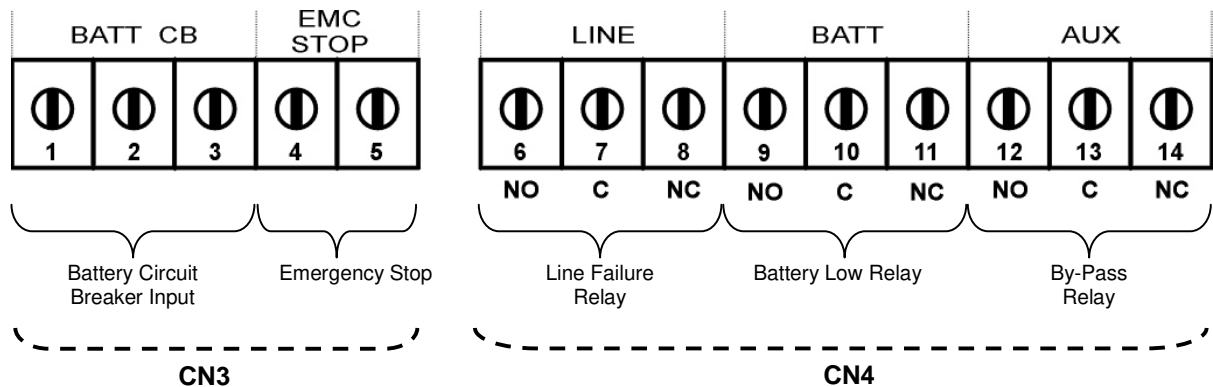 BATT CB
EMC
STOP
LINE
BATT
AUX
1 2 3 4 5 6 7 8 9 10 11 12 13 14
NO C NC NO C NC NO C NC
Battery Circuit
Breaker Input
Emergency Stop
Line Failure
Relay
Battery Low Relay
By-Pass
Relay
CN3
CN4